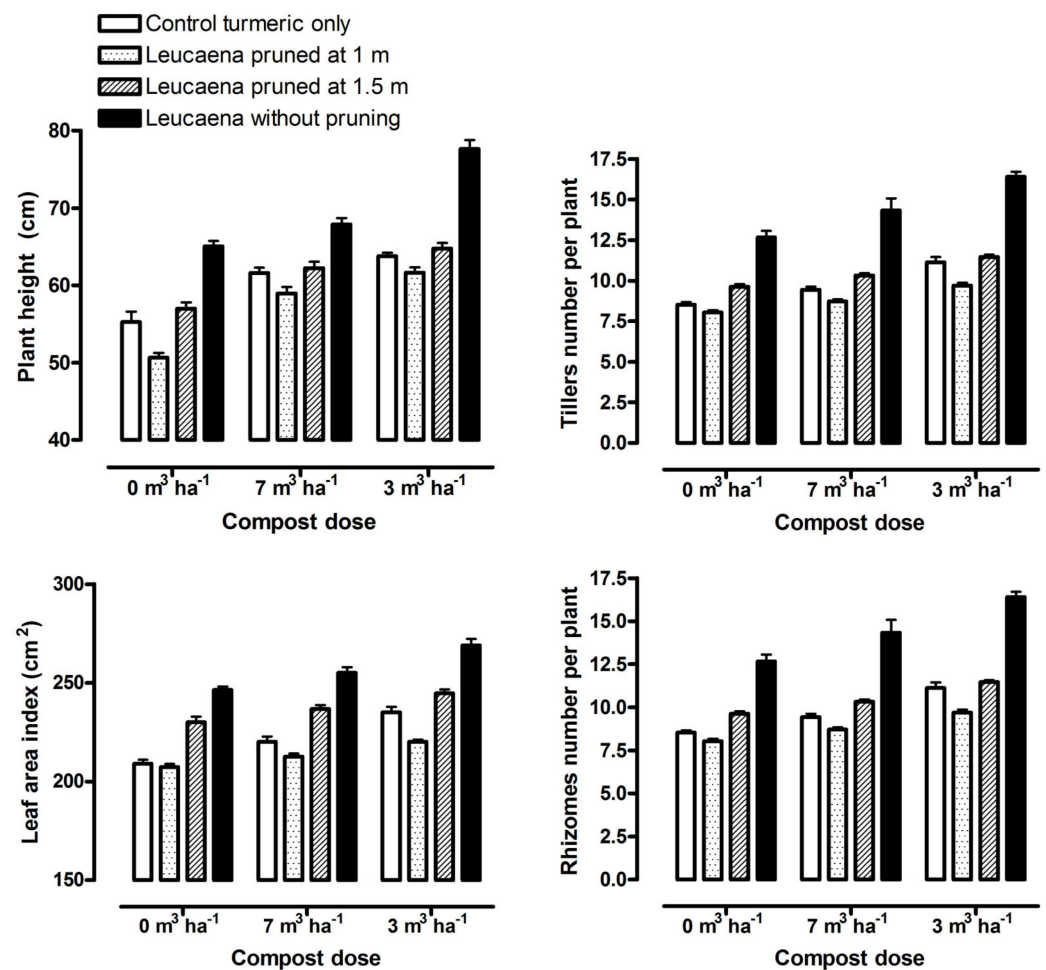 Control turmeric only
Leucaena pruned at 1 m
Leucaena pruned at 1.5 m
Leucaena without pruning
Plant height (cm)
80
70
60
50
40
0 m³ ha⁻¹ 7 m³ ha⁻¹ 3 m³ ha⁻¹
Compost dose
Tillers number per plant
17.5
15.0
12.5
10.0
7.5
5.0
2.5
0.0
0 m³ ha⁻¹ 7 m³ ha⁻¹ 3 m³ ha⁻¹
Compost dose
Leaf area index (cm²)
300
250
200
150
0 m³ ha⁻¹ 7 m³ ha⁻¹ 3 m³ ha⁻¹
Compost dose
Rhizomes number per plant
17.5
15.0
12.5
10.0
7.5
5.0
2.5
0.0
0 m³ ha⁻¹ 7 m³ ha⁻¹ 3 m³ ha⁻¹
Compost dose